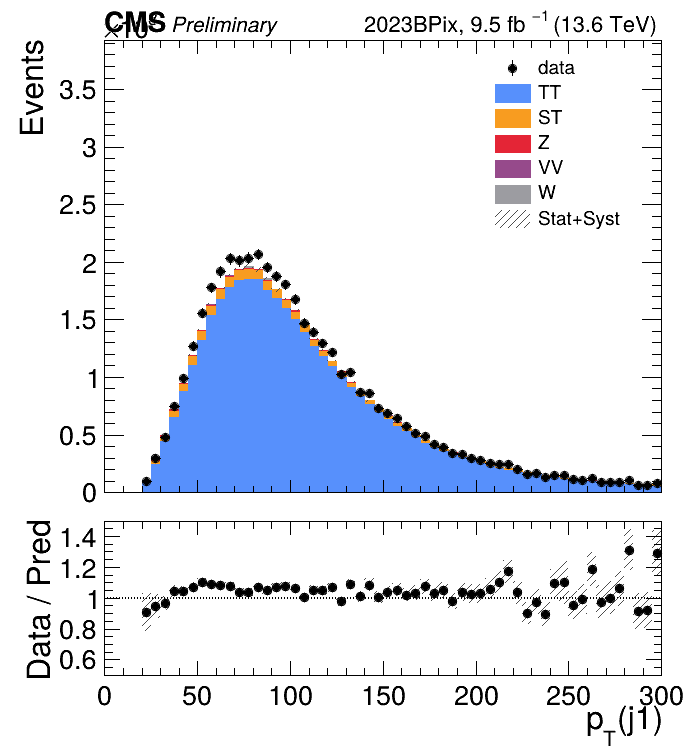 CMS Preliminary 2023BPix, 9.5 fb⁻¹ (13.6 TeV)
Events
3.5
3
2.5
2
1.5
1
0.5
0
data
TT
ST
Z
VV
W
Stat+Syst
Data / Pred
1.4
1.2
1
0.8
0.6
0 50 100 150 200 250 300
p_T(j1)